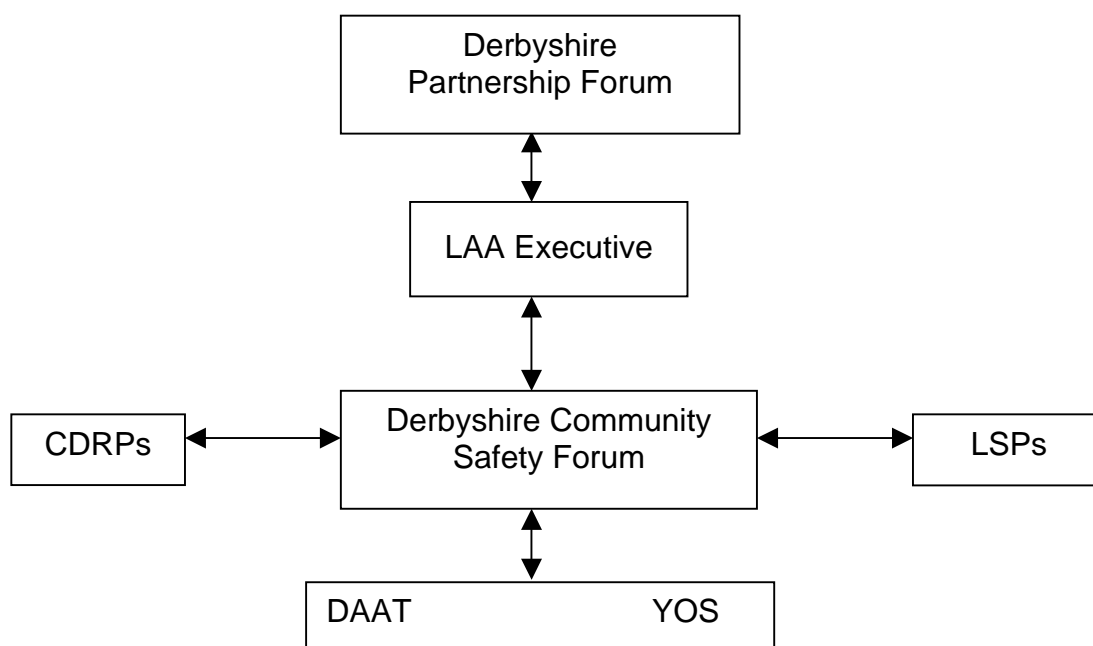 Derbyshire
Partnership Forum
LAA Executive
CDRPs
Derbyshire Community
Safety Forum
LSPs
DAAT YOS